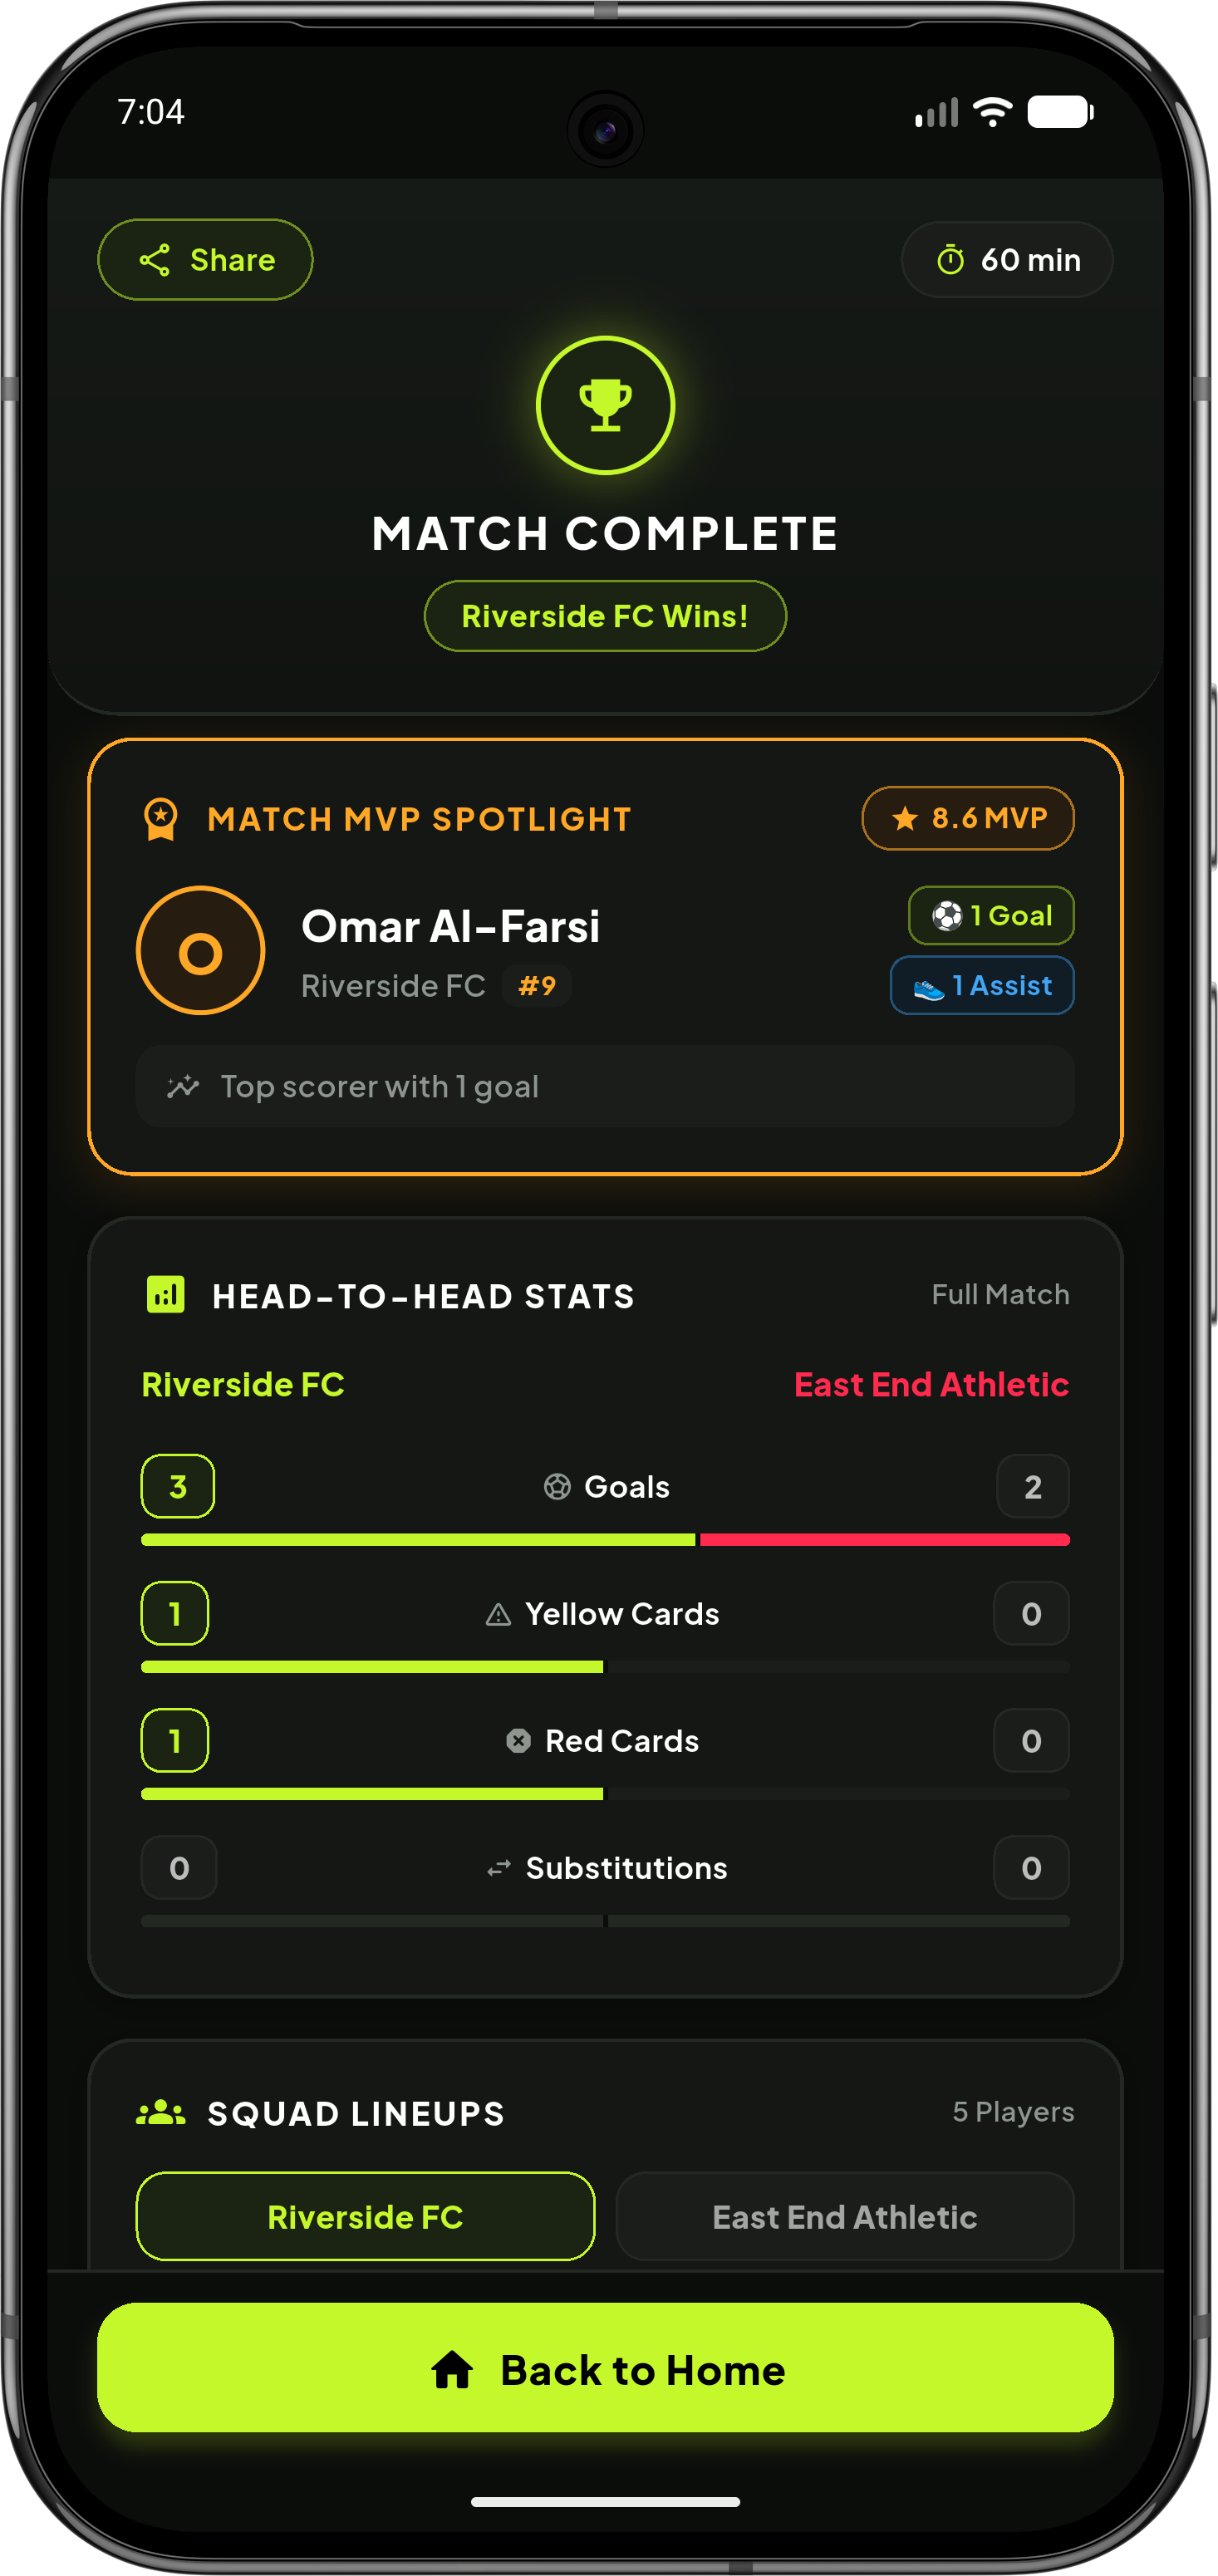 7:04
Share
60 min
MATCH COMPLETE
Riverside FC Wins!
MATCH MVP SPOTLIGHT
8.6 MVP
O
Omar Al-Farsi
1 Goal
Riverside FC #9
1 Assist
Top scorer with 1 goal
HEAD-TO-HEAD STATS
Full Match
Riverside FC
East End Athletic
3 Goals 2
1 Yellow Cards 0
1 Red Cards 0
0 Substitutions 0
SQUAD LINEUPS
5 Players
Riverside FC
East End Athletic
Back to Home